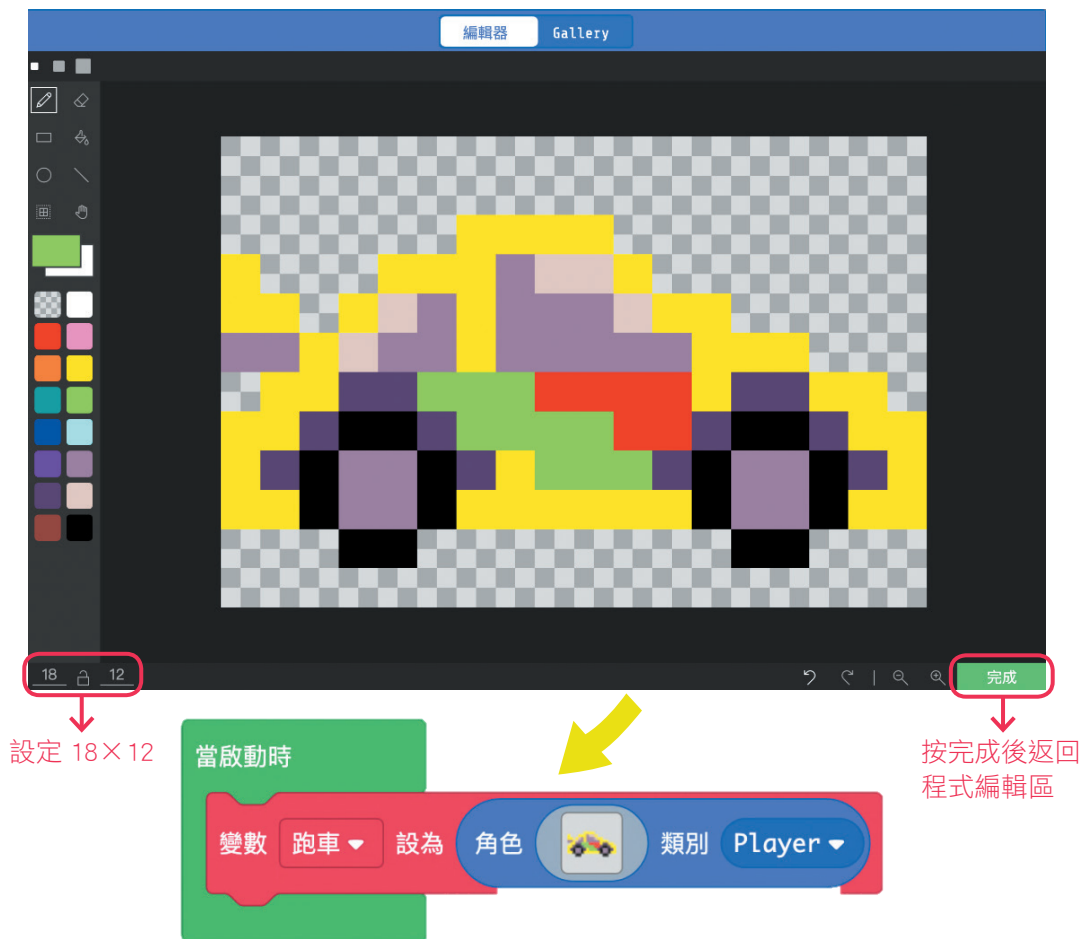 編輯器 Gallery
18 12
完成
設定 18×12
按完成後返回
程式編輯區
當啟動時
變數 跑車 設為 角色 類別 Player